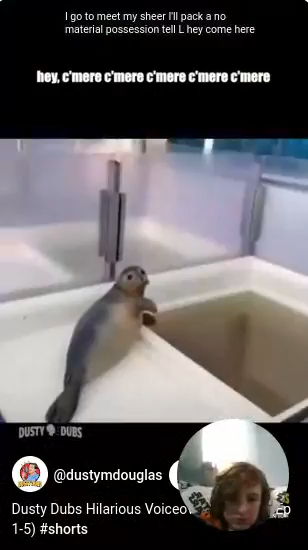 I go to meet my sheer I'll pack a no
material possession tell L hey come here
hey, c'mere c'mere c'mere c'mere c'mere
DUSTY DUBS
@dustymdouglas
Dusty Dubs Hilarious Voiceo
1-5) #shorts